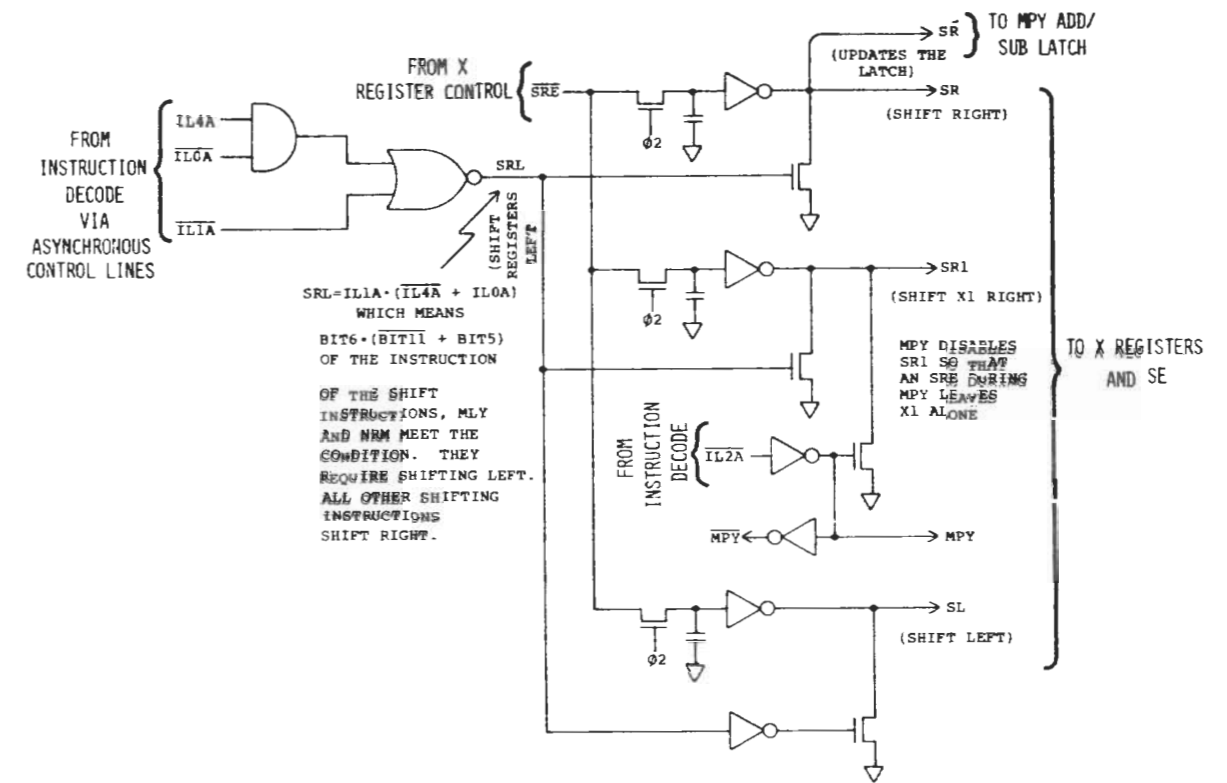 SR
(UPDATES THE
LATCH)
TO MPY ADD/
SUB LATCH
FROM X
REGISTER CONTROL
SRE
SR
(SHIFT RIGHT)
Ø2
FROM
INSTRUCTION
DECODE
VIA
ASYNCHRONOUS
CONTROL LINES
IL4A
IL0A
IL1A
SRL
(SHIFT
REGISTERS
LEFT
SRL=IL1A·(IL4A + IL0A)
WHICH MEANS
BIT6·(BIT11 + BIT5)
OF THE INSTRUCTION
OF THE SHIFT
INSTRUCTIONS, MLY
AND NRM MEET THE
CONDITION. THEY
REQUIRE SHIFTING LEFT.
ALL OTHER SHIFTING
INSTRUCTIONS
SHIFT RIGHT.
SR1
(SHIFT X1 RIGHT)
Ø2
MPY DISABLES
SR1 SO THAT
AN SRE DURING
MPY LEAVES
X1 ALONE
TO X REGISTERS
AND SE
FROM
INSTRUCTION
DECODE
IL2A
MPY
MPY
SL
(SHIFT LEFT)
Ø2